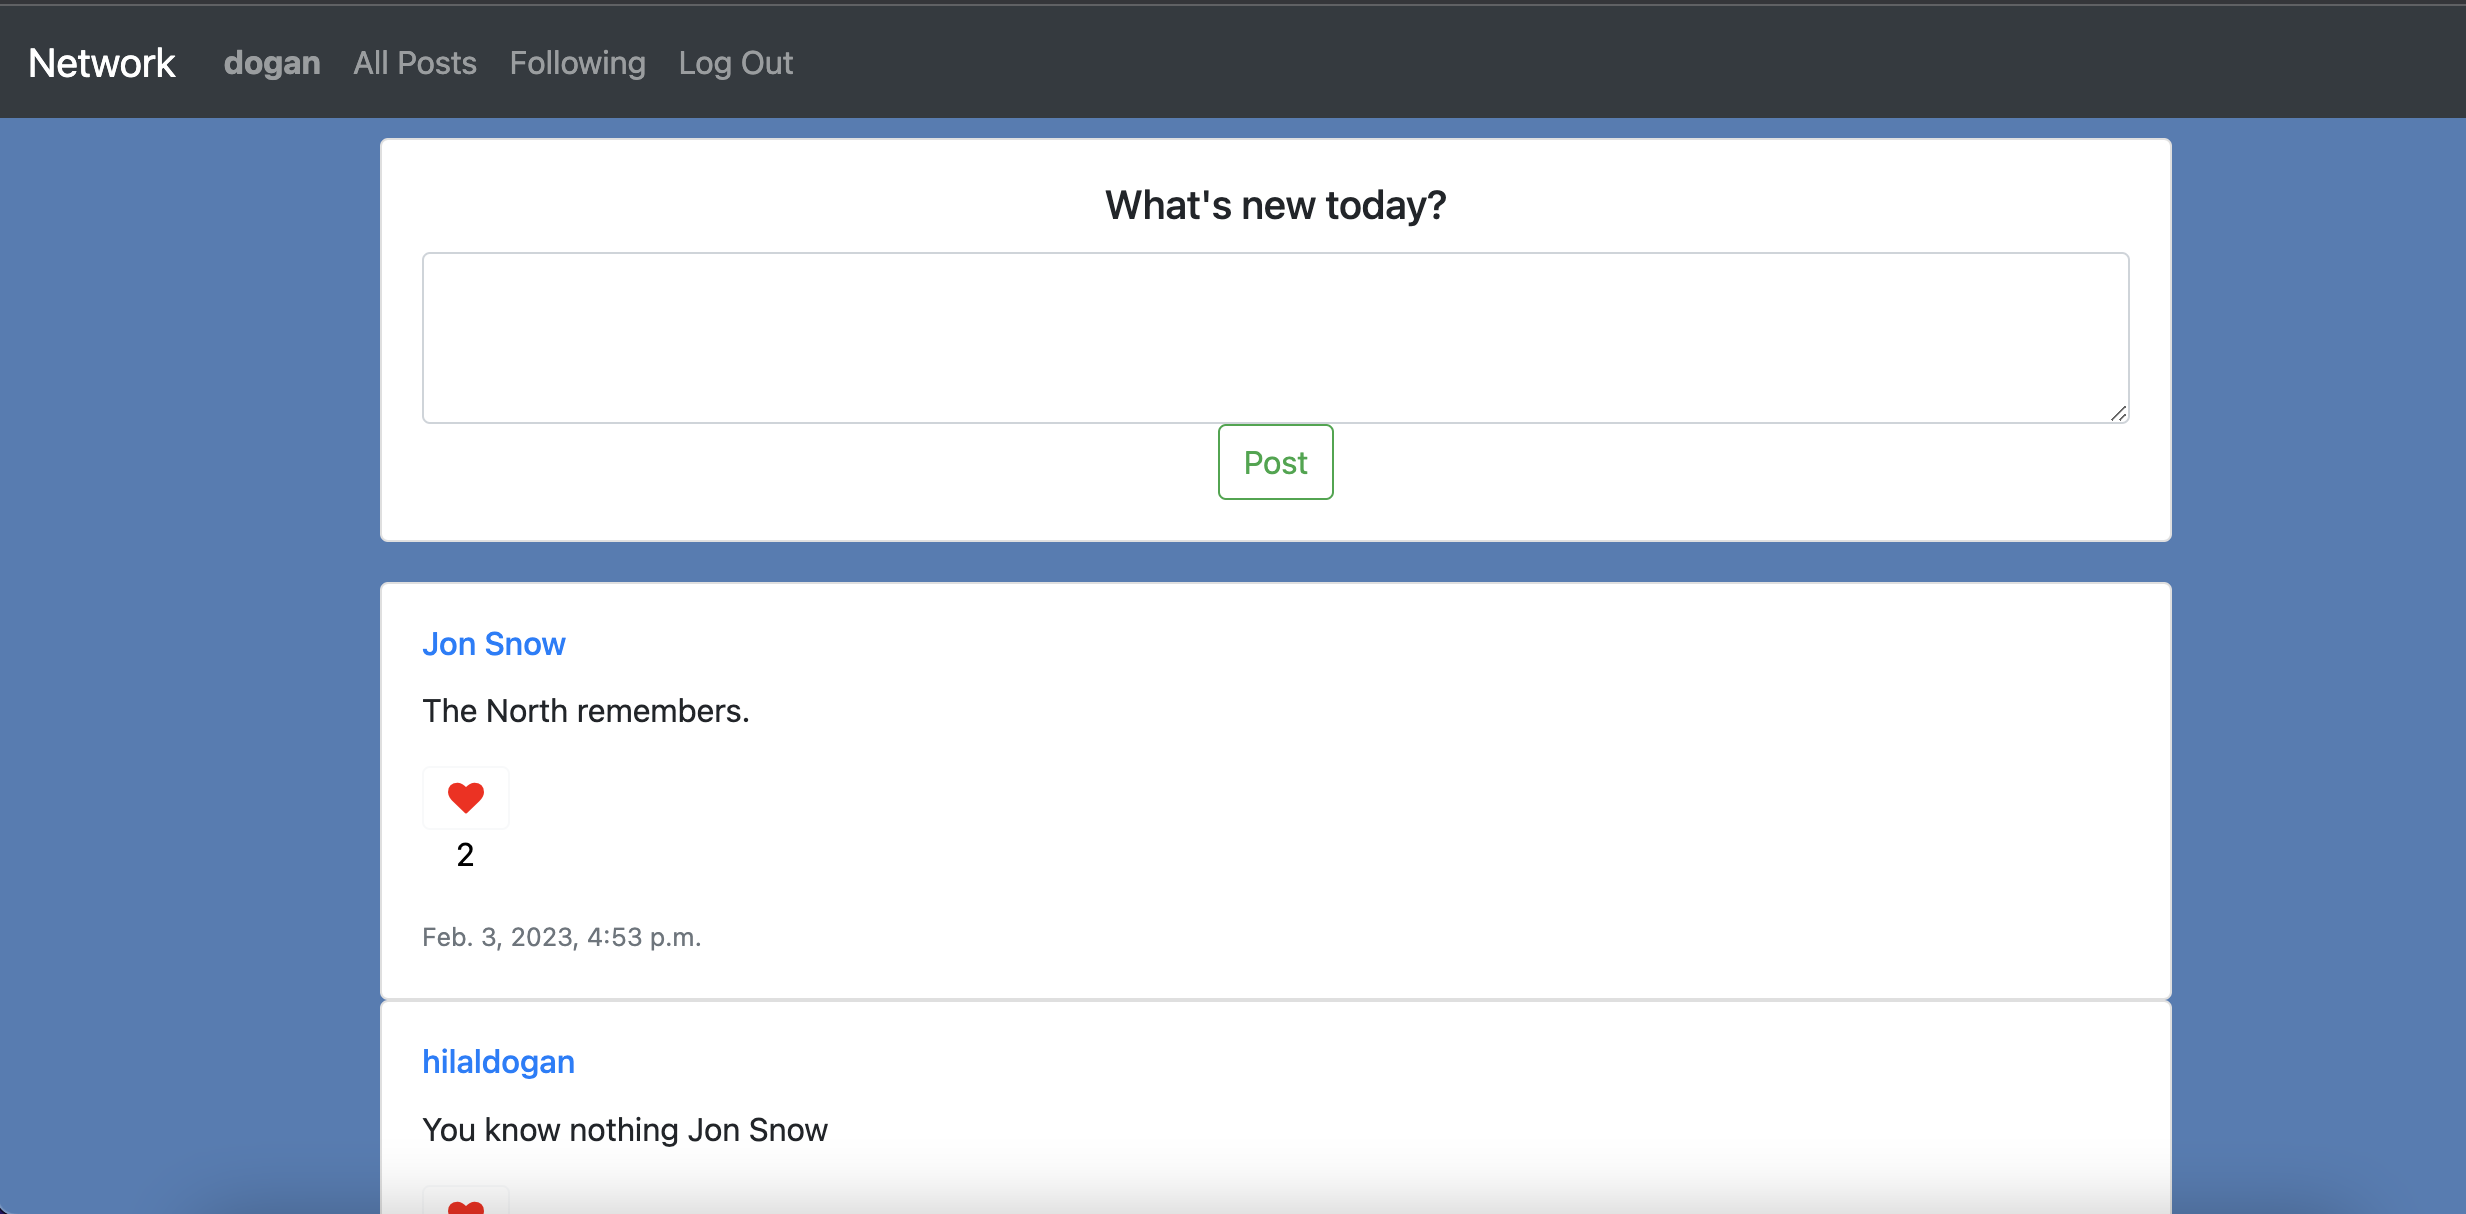 Network dogan All Posts Following Log Out
What's new today?
Post
Jon Snow
The North remembers.
2
Feb. 3, 2023, 4:53 p.m.
hilaldogan
You know nothing Jon Snow